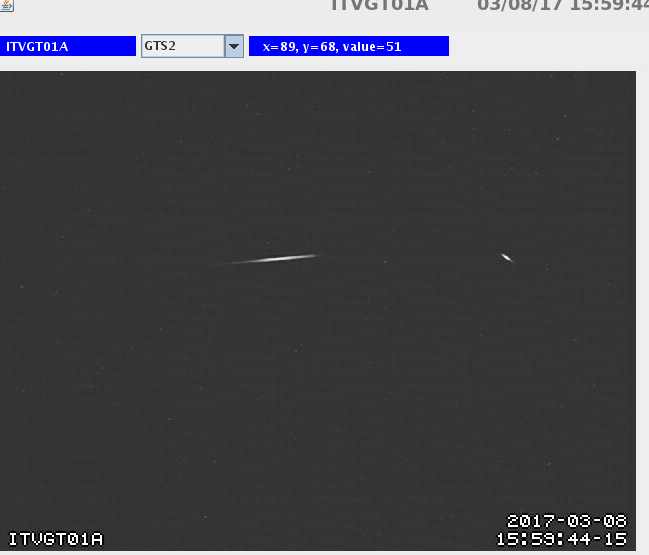 ITVGT01A 03/08/17 15:59:44
ITVGT01A GTS2 x=89, y=68, value=51
2017-03-08
ITVGT01A 15:59:44-15